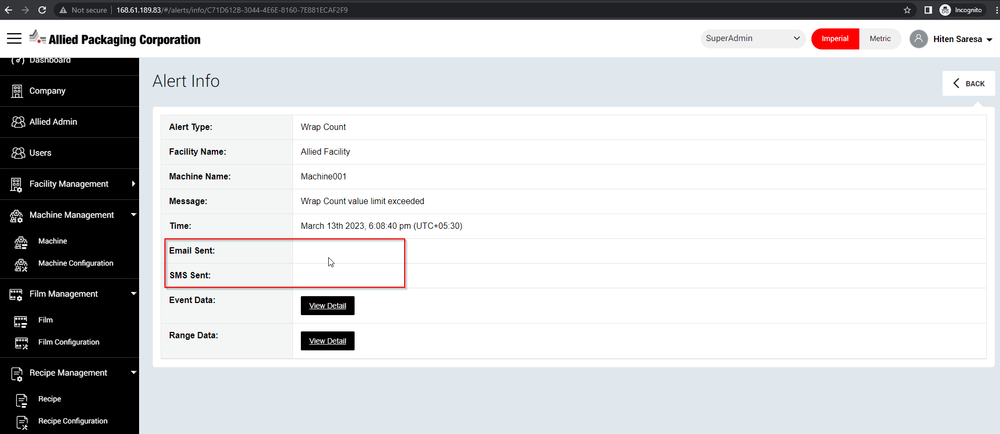 Not secure | 168.61.189.83/#/alerts/info/C71D612B-3044-4E6E-8160-7E881ECAF2F9
Incognito
Allied Packaging Corporation
SuperAdmin
Imperial
Metric
Hiten Saresa
Dashboard
Company
Allied Admin
Users
Facility Management
Machine Management
Machine
Machine Configuration
Film Management
Film
Film Configuration
Recipe Management
Recipe
Recipe Configuration
Alert Info
BACK
Alert Type: Wrap Count
Facility Name: Allied Facility
Machine Name: Machine001
Message: Wrap Count value limit exceeded
Time: March 13th 2023, 6:08:40 pm (UTC+05:30)
Email Sent:
SMS Sent:
Event Data: View Detail
Range Data: View Detail